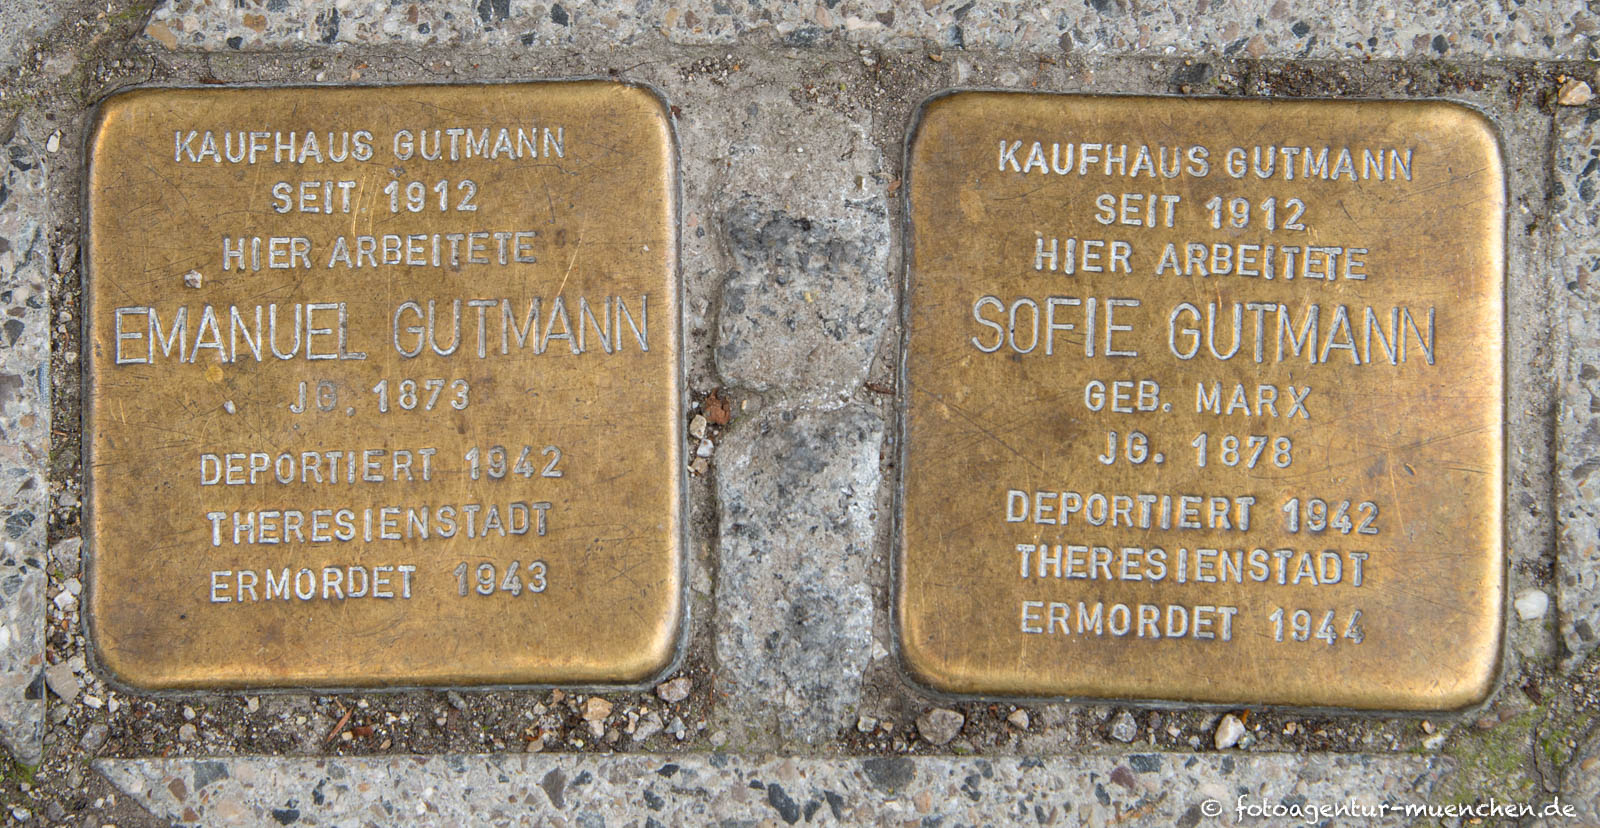 KAUFHAUS GUTMANN
SEIT 1912
HIER ARBEITETE
EMANUEL GUTMANN
JG. 1873
DEPORTIERT 1942
THERESIENSTADT
ERMORDET 1943
KAUFHAUS GUTMANN
SEIT 1912
HIER ARBEITETE
SOFIE GUTMANN
GEB. MARX
JG. 1878
DEPORTIERT 1942
THERESIENSTADT
ERMORDET 1944
© fotoagentur-muenchen.de